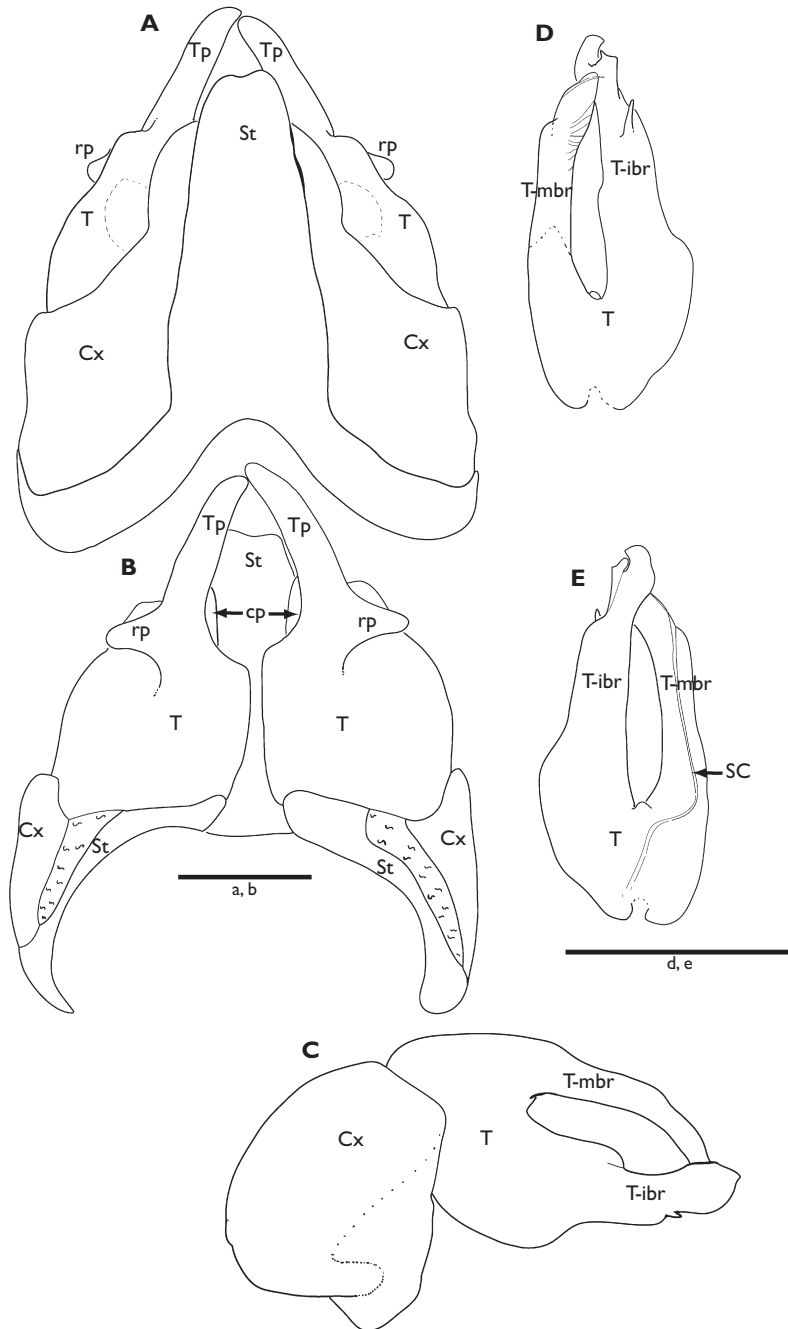 A
Tp Tp
St
rp rp
T T
Cx Cx
D
T-mbr T-ibr
T
B
Tp Tp
St
cp
rp rp
T T
Cx St
St Cx
a, b
E
T-ibr T-mbr
SC
T
d, e
C
T-mbr
Cx T
T-ibr